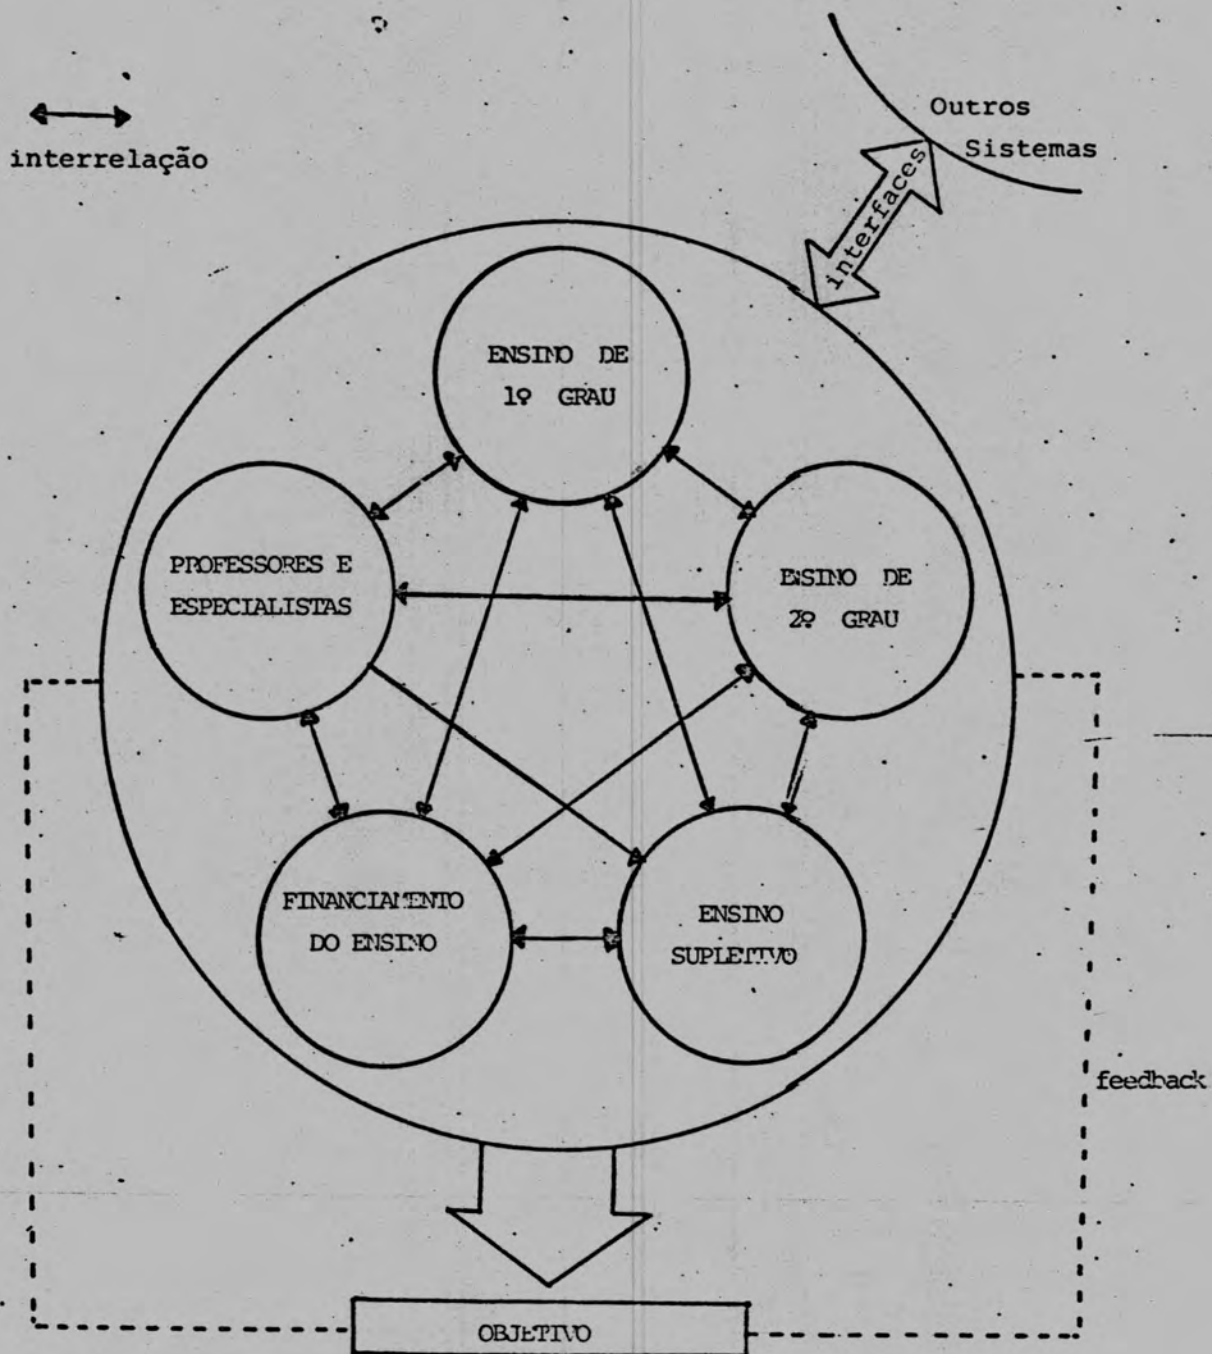 Outros
Sistemas
interrelação
interfaces
ENSINO DE
1º GRAU
PROFESSORES E
ESPECIALISTAS
ENSINO DE
2º GRAU
FINANCIAMENTO
DO ENSINO
ENSINO
SUPLETIVO
feedback
OBJETIVO